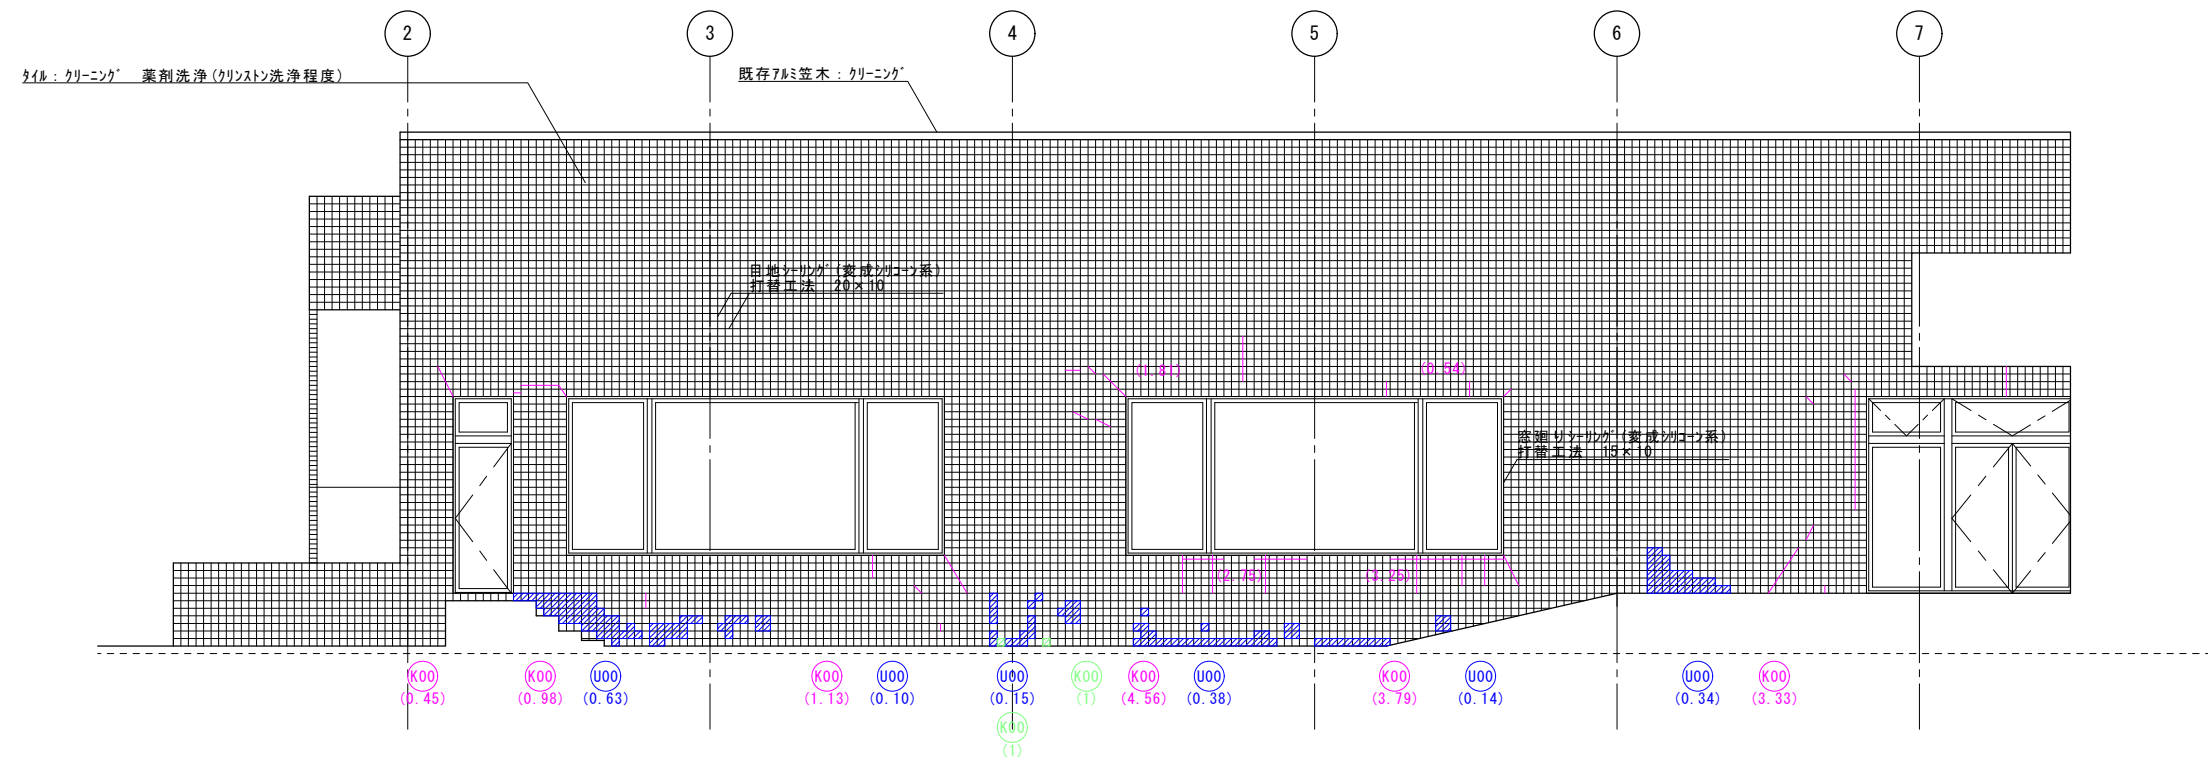 2
3
4
5
6
7
ﾀｲﾙ：ｸﾘｰﾆﾝｸﾞ　薬剤洗浄(ｸﾘﾝｽﾄﾝ洗浄程度)
既存ｱﾙﾐ笠木：ｸﾘｰﾆﾝｸﾞ
目地ｼｰﾘﾝｸﾞ(変成ｼﾘｺｰﾝ系)
打替工法　20×10
(1.81)
(0.54)
窓廻りｼｰﾘﾝｸﾞ(変成ｼﾘｺｰﾝ系)
打替工法　15×10
(2.75)
(3.25)
K00
(0.45)
K00
(0.98)
U00
(0.63)
K00
(1.13)
U00
(0.10)
U00
(0.15)
K00
(1)
K00
(1)
K00
(4.56)
U00
(0.38)
K00
(3.79)
U00
(0.14)
U00
(0.34)
K00
(3.33)